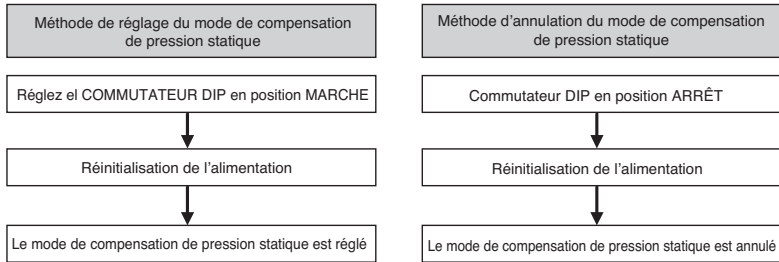 Méthode de réglage du mode de compensation
de pression statique
Réglez el COMMUTATEUR DIP en position MARCHE
Réinitialisation de l'alimentation
Le mode de compensation de pression statique est réglé
Méthode d'annulation du mode de compensation
de pression statique
Commutateur DIP en position ARRÊT
Réinitialisation de l'alimentation
Le mode de compensation de pression statique est annulé